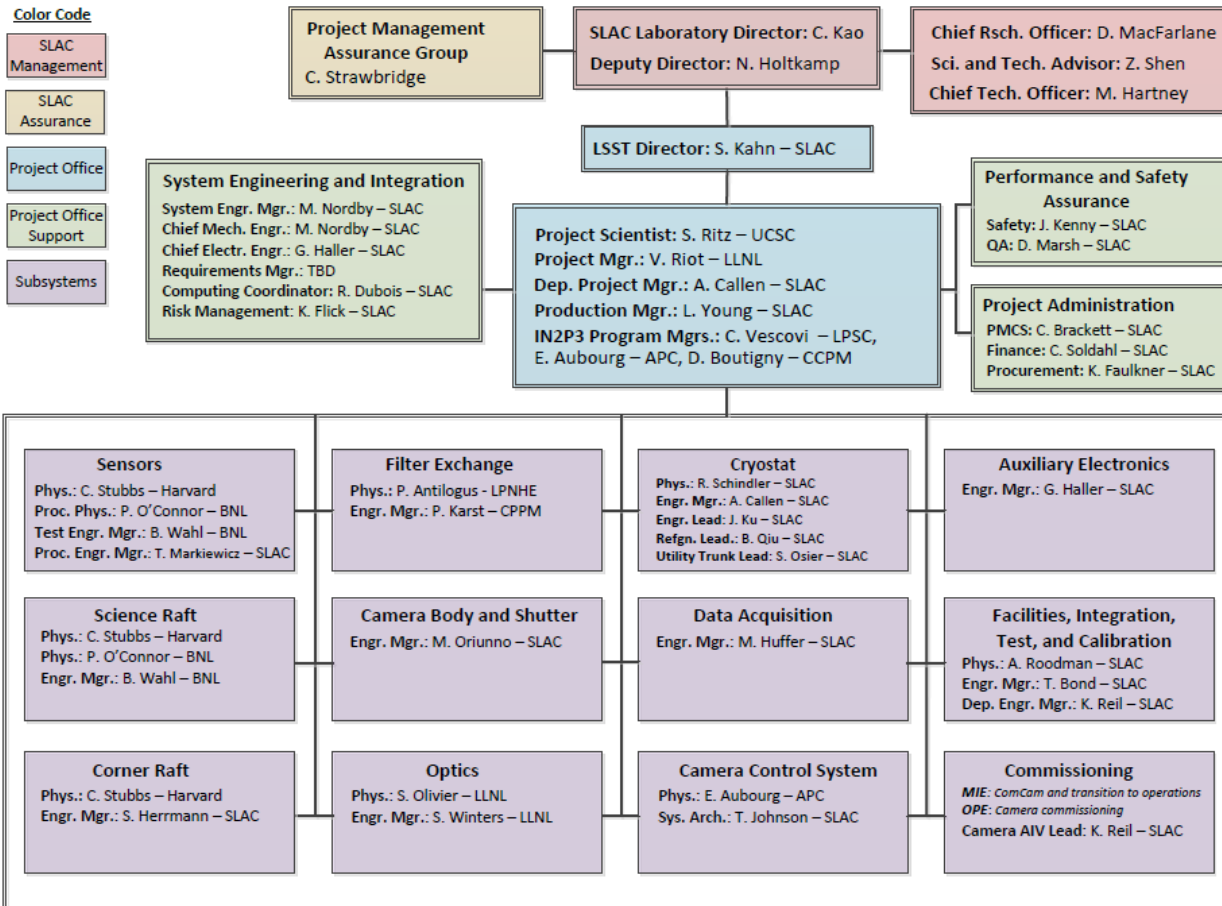 Color Code
SLAC
Management
SLAC
Assurance
Project Office
Project Office
Support
Subsystems
Project Management
Assurance Group
C. Strawbridge
SLAC Laboratory Director: C. Kao
Deputy Director: N. Holtkamp
Chief Rsch. Officer: D. MacFarlane
Sci. and Tech. Advisor: Z. Shen
Chief Tech. Officer: M. Hartney
LSST Director: S. Kahn – SLAC
System Engineering and Integration
System Engr. Mgr.: M. Nordby – SLAC
Chief Mech. Engr.: M. Nordby – SLAC
Chief Electr. Engr.: G. Haller – SLAC
Requirements Mgr.: TBD
Computing Coordinator: R. Dubois – SLAC
Risk Management: K. Flick – SLAC
Project Scientist: S. Ritz – UCSC
Project Mgr.: V. Riot – LLNL
Dep. Project Mgr.: A. Callen – SLAC
Production Mgr.: L. Young – SLAC
IN2P3 Program Mgrs.: C. Vescovi – LPSC,
E. Aubourg – APC, D. Boutigny – CCPM
Performance and Safety
Assurance
Safety: J. Kenny – SLAC
QA: D. Marsh – SLAC
Project Administration
PMCS: C. Brackett – SLAC
Finance: C. Soldahl – SLAC
Procurement: K. Faulkner – SLAC
Sensors
Phys.: C. Stubbs – Harvard
Proc. Phys.: P. O’Connor – BNL
Test Engr. Mgr.: B. Wahl – BNL
Proc. Engr. Mgr.: T. Markiewicz – SLAC
Filter Exchange
Phys.: P. Antilogus - LPNHE
Engr. Mgr.: P. Karst – CPPM
Cryostat
Phys.: R. Schindler – SLAC
Engr. Mgr.: A. Callen – SLAC
Engr. Lead: J. Ku – SLAC
Refgn. Lead.: B. Qiu – SLAC
Utility Trunk Lead: S. Osier – SLAC
Auxiliary Electronics
Engr. Mgr.: G. Haller – SLAC
Science Raft
Phys.: C. Stubbs – Harvard
Phys.: P. O’Connor – BNL
Engr. Mgr.: B. Wahl – BNL
Camera Body and Shutter
Engr. Mgr.: M. Oriunno – SLAC
Data Acquisition
Engr. Mgr.: M. Huffer – SLAC
Facilities, Integration,
Test, and Calibration
Phys.: A. Roodman – SLAC
Engr. Mgr.: T. Bond – SLAC
Dep. Engr. Mgr.: K. Reil – SLAC
Corner Raft
Phys.: C. Stubbs – Harvard
Engr. Mgr.: S. Herrmann – SLAC
Optics
Phys.: S. Olivier – LLNL
Engr. Mgr.: S. Winters – LLNL
Camera Control System
Phys.: E. Aubourg – APC
Sys. Arch.: T. Johnson – SLAC
Commissioning
MIE: ComCam and transition to operations
OPE: Camera commissioning
Camera AIV Lead: K. Reil – SLAC